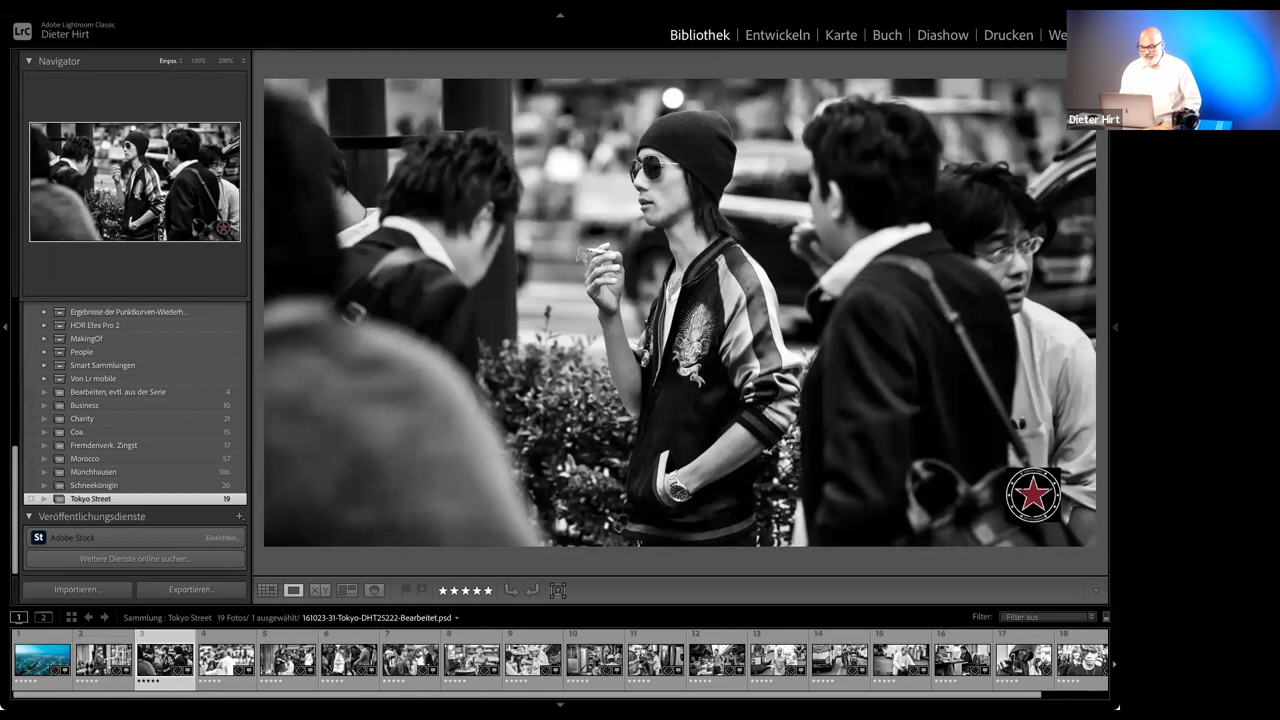 LrC
Adobe Lightroom Classic
Dieter Hirt
Bibliothek | Entwickeln | Karte | Buch | Diashow | Drucken | We
Dieter Hirt
Navigator
Einpas. 100% 200%
Ergebnisse der Punktkurven-Wiederh...
HDR Efex Pro 2
MakingOf
People
Smart Sammlungen
Von Lr mobile
Bearbeiten, evtl. aus der Serie 4
Business 10
Charity 21
Coa. 15
Fremdenverk. Zingst 17
Morocco 57
Münchhausen 106
Schneekönigin 20
Tokyo Street 19
Veröffentlichungsdienste
St Adobe Stock Einrichten...
Weitere Dienste online suchen...
Importieren... Exportieren...
XY
1 2 Sammlung : Tokyo Street 19 Fotos/ 1 ausgewählt/ 161023-31-Tokyo-DHT25222-Bearbeitet.psd Filter: Filter aus
1 2 3 4 5 6 7 8 9 10 11 12 13 14 15 16 17 18